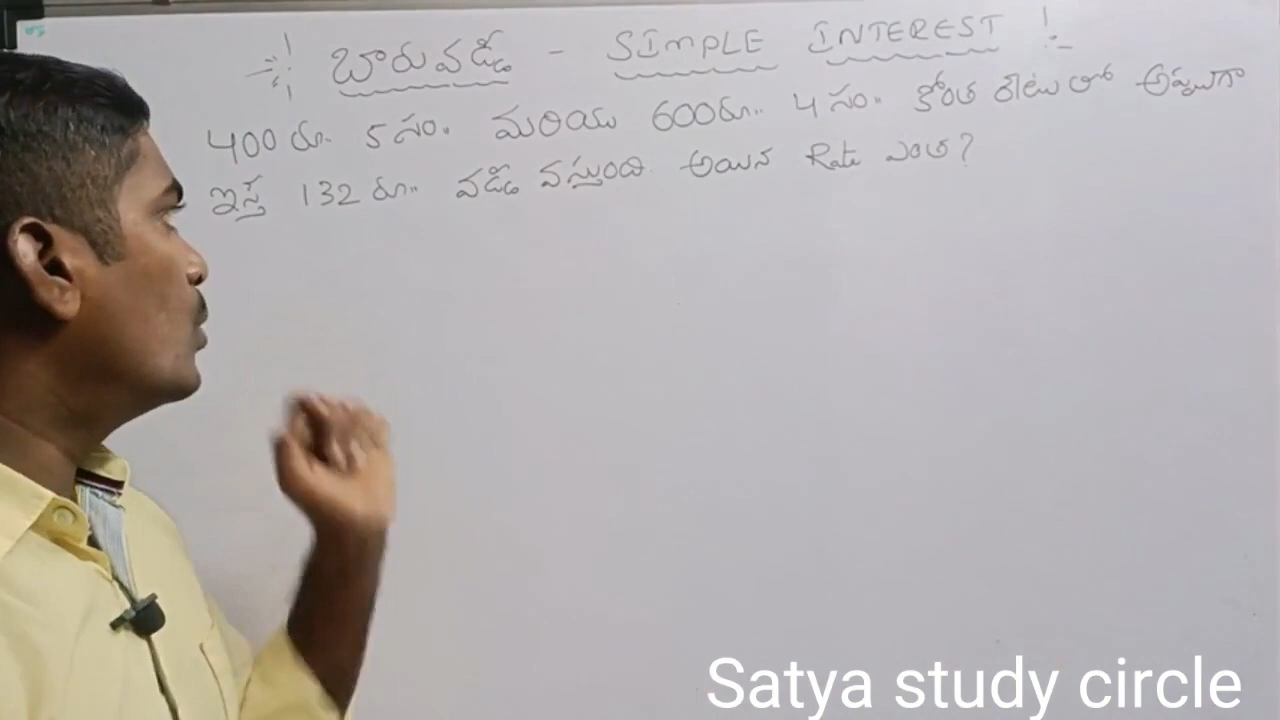 బారువడ్డీ - SIMPLE INTEREST !
400 రూ. 5 సం. మరియు 600 రూ.. 4 సం. కొంత రేటుతో అప్పుగా
ఇస్తే 132 రూ.. వడ్డీ వస్తుంది. అయిన Rate ఎంత?
Satya study circle